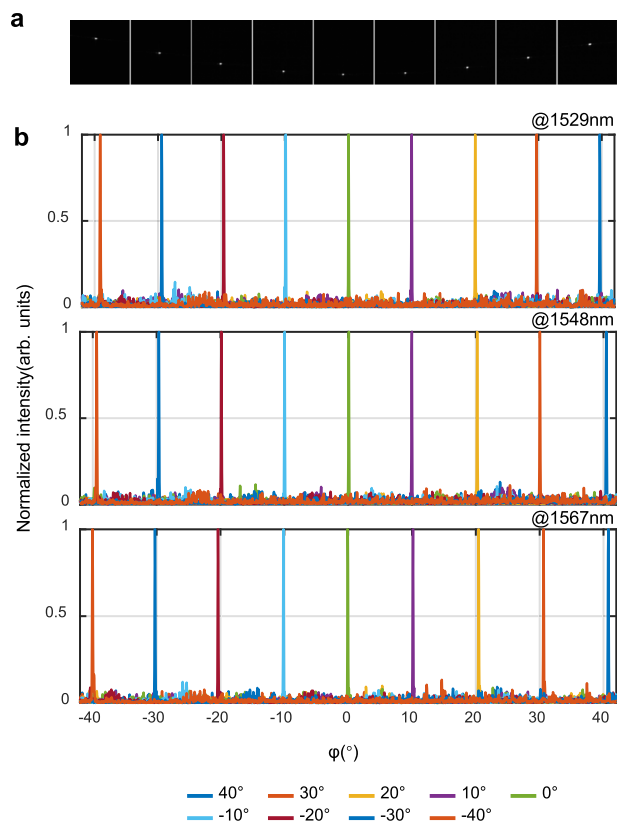 a
b
@1529nm
1
0.5
0
@1548nm
1
0.5
0
@1567nm
1
0.5
0
Normalized intensity(arb. units)
-40 -30 -20 -10 0 10 20 30 40
φ(°)
40° 30° 20° 10° 0°
-10° -20° -30° -40°